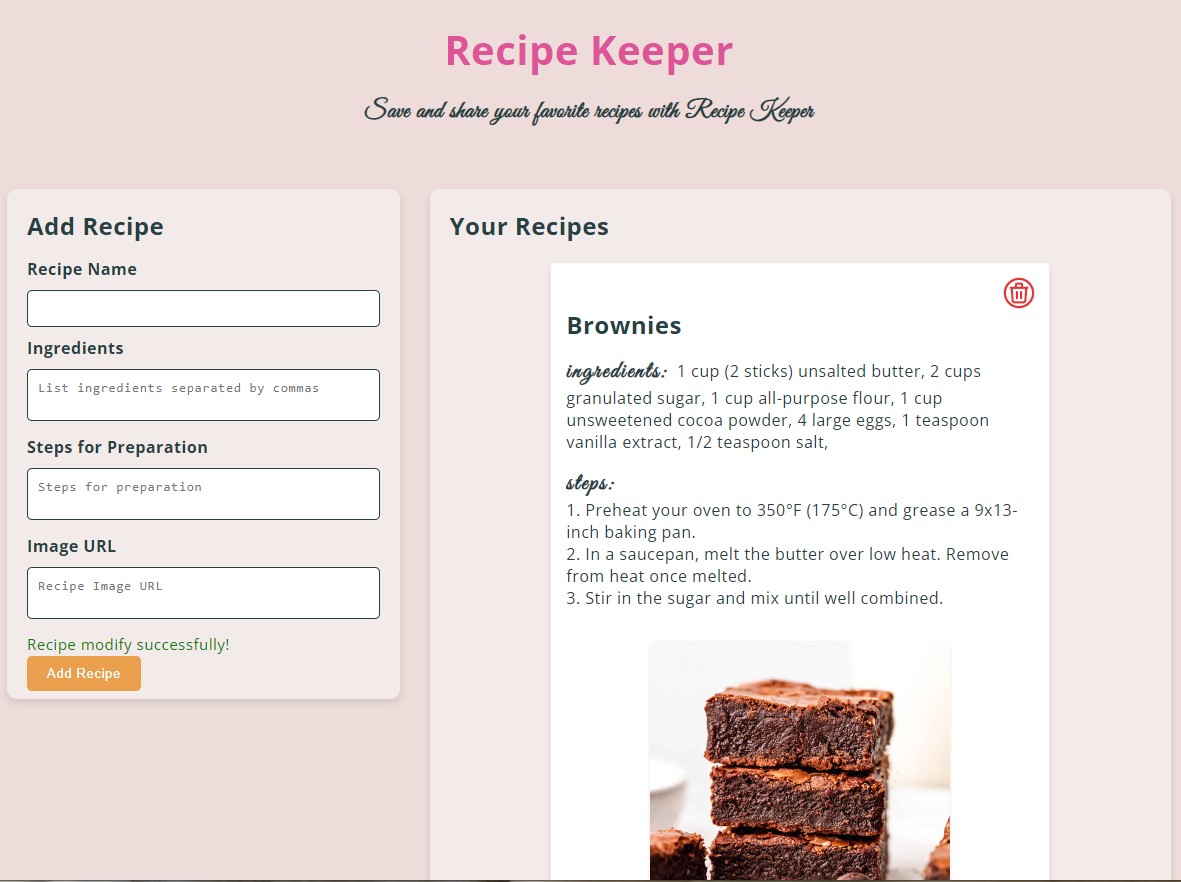 Recipe Keeper
Save and share your favorite recipes with Recipe Keeper
Add Recipe
Recipe Name
Ingredients
List ingredients separated by commas
Steps for Preparation
Steps for preparation
Image URL
Recipe Image URL
Recipe modify successfully!
Add Recipe
Your Recipes
Brownies
ingredients: 1 cup (2 sticks) unsalted butter, 2 cups
granulated sugar, 1 cup all-purpose flour, 1 cup
unsweetened cocoa powder, 4 large eggs, 1 teaspoon
vanilla extract, 1/2 teaspoon salt,
steps:
1. Preheat your oven to 350°F (175°C) and grease a 9x13-
inch baking pan.
2. In a saucepan, melt the butter over low heat. Remove
from heat once melted.
3. Stir in the sugar and mix until well combined.